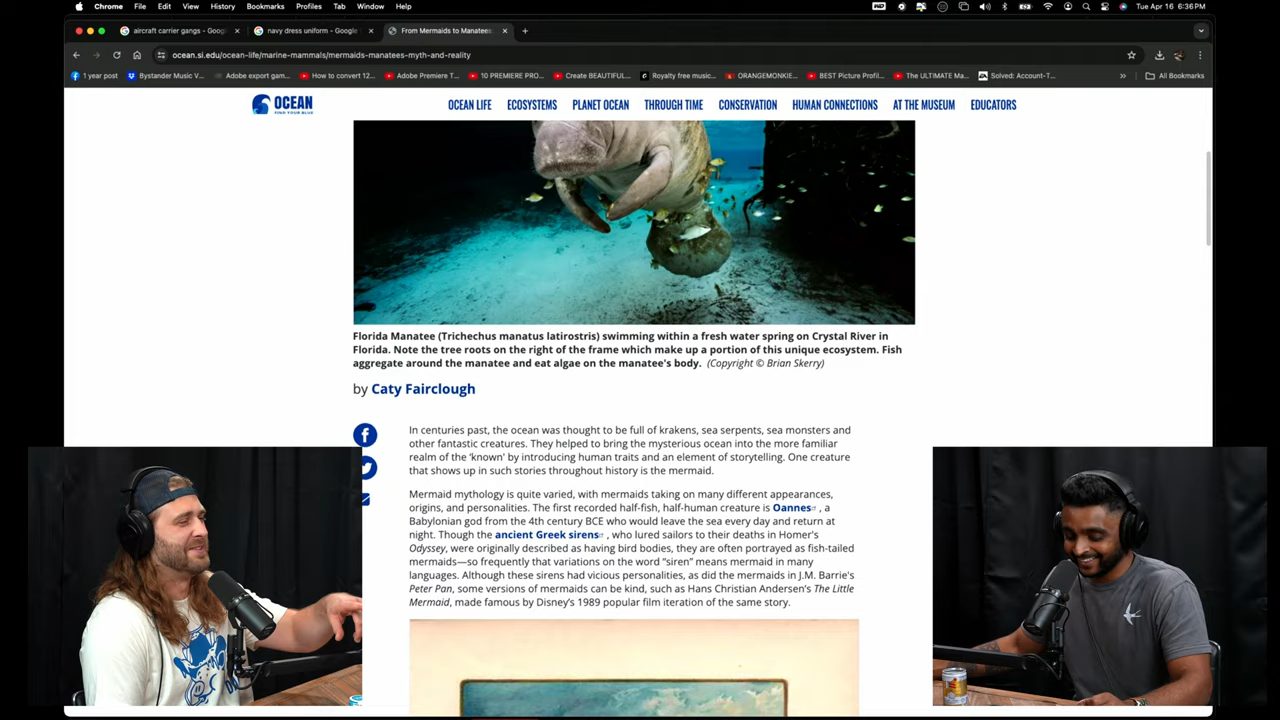 Chrome File Edit View History Bookmarks Profiles Tab Window Help
Tue Apr 16 6:36 PM
aircraft carrier gangs - Goog
navy dress uniform - Google
From Mermaids to Manatees
ocean.si.edu/ocean-life/marine-mammals/mermaids-manatees-myth-and-reality
1 year post
Bystander Music V...
Adobe export gam...
How to convert 12...
Adobe Premiere T...
10 PREMIERE PRO...
Create BEAUTIFUL...
Royalty free music...
ORANGEMONKIE...
BEST Picture Profil...
The ULTIMATE Ma...
Solved: Account-T...
All Bookmarks
OCEAN
FIND YOUR BLUE
OCEAN LIFE ECOSYSTEMS PLANET OCEAN THROUGH TIME CONSERVATION HUMAN CONNECTIONS AT THE MUSEUM EDUCATORS
Florida Manatee (Trichechus manatus latirostris) swimming within a fresh water spring on Crystal River in
Florida. Note the tree roots on the right of the frame which make up a portion of this unique ecosystem. Fish
aggregate around the manatee and eat algae on the manatee's body. (Copyright © Brian Skerry)
by Caty Fairclough
In centuries past, the ocean was thought to be full of krakens, sea serpents, sea monsters and
other fantastic creatures. They helped to bring the mysterious ocean into the more familiar
realm of the 'known' by introducing human traits and an element of storytelling. One creature
that shows up in such stories throughout history is the mermaid.
Mermaid mythology is quite varied, with mermaids taking on many different appearances,
origins, and personalities. The first recorded half-fish, half-human creature is Oannes , a
Babylonian god from the 4th century BCE who would leave the sea every day and return at
night. Though the ancient Greek sirens , who lured sailors to their deaths in Homer's
Odyssey, were originally described as having bird bodies, they are often portrayed as fish-tailed
mermaids—so frequently that variations on the word “siren” means mermaid in many
languages. Although these sirens had vicious personalities, as did the mermaids in J.M. Barrie's
Peter Pan, some versions of mermaids can be kind, such as Hans Christian Andersen's The Little
Mermaid, made famous by Disney's 1989 popular film iteration of the same story.